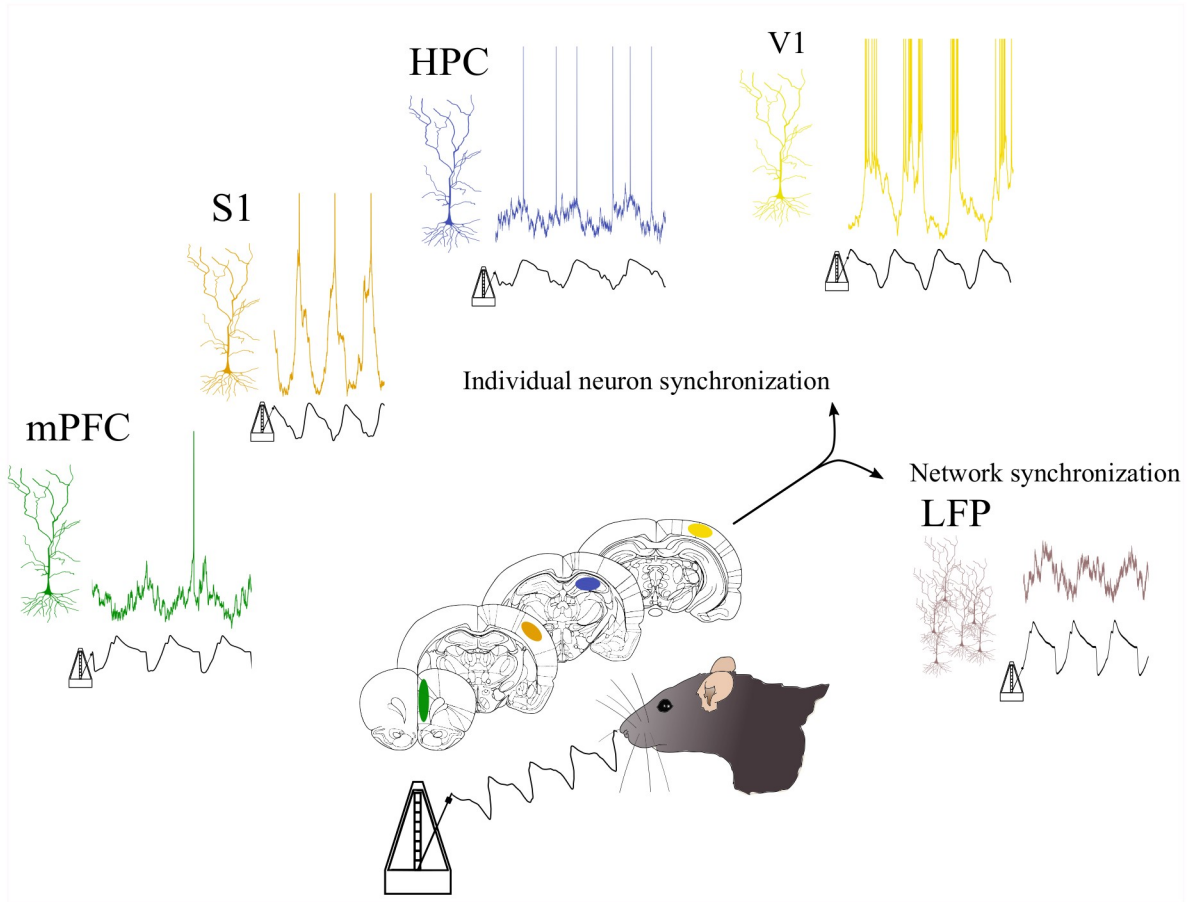 V1
HPC
S1
Individual neuron synchronization
mPFC
Network synchronization
LFP